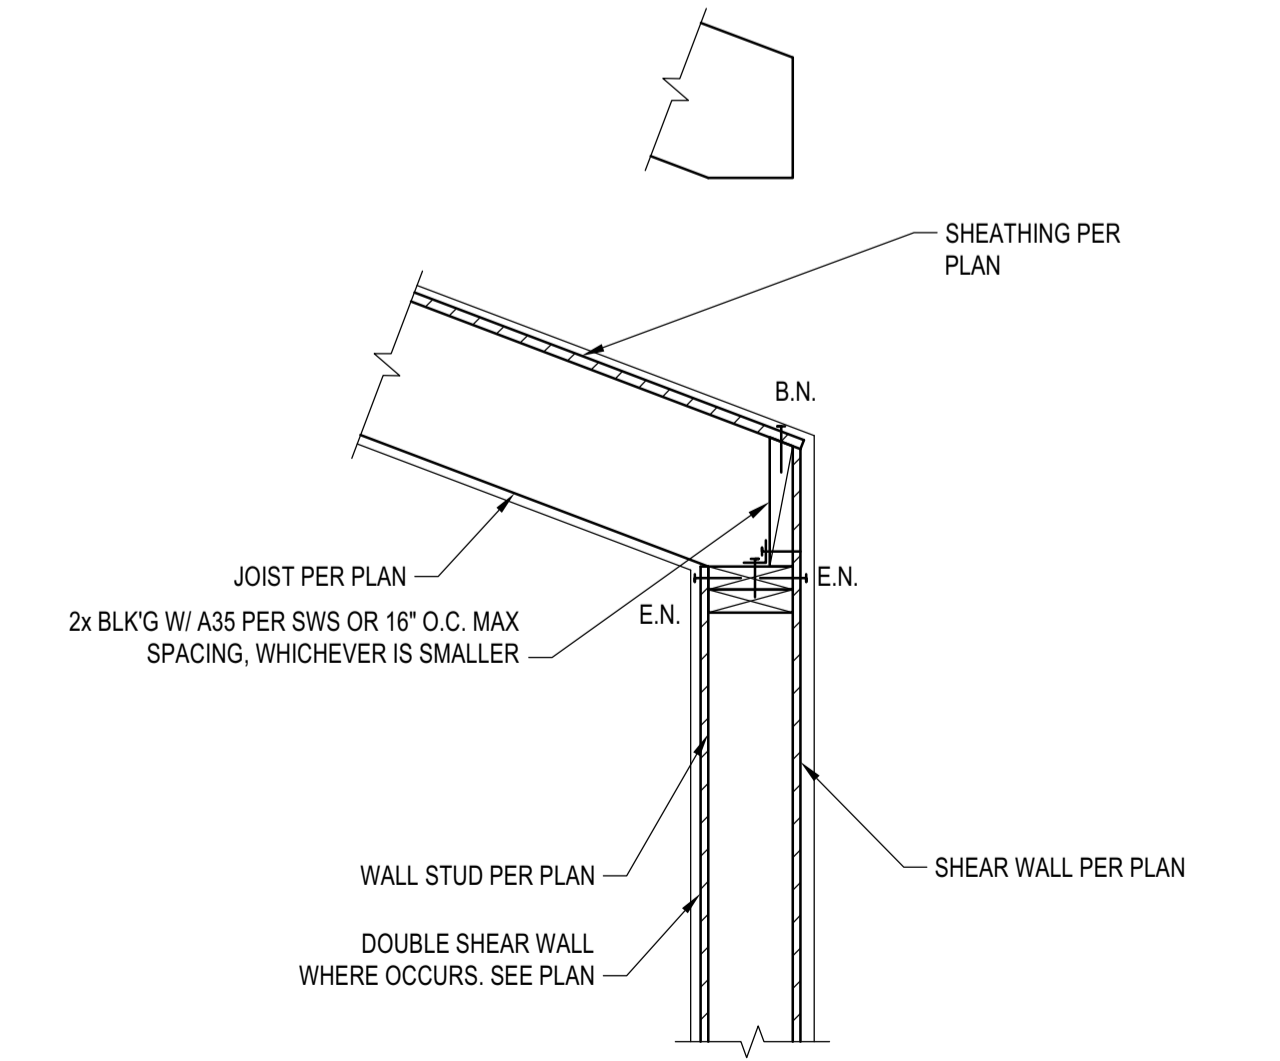 SHEATHING PER
PLAN
B.N.
JOIST PER PLAN
E.N.
2x BLK'G W/ A35 PER SWS OR 16" O.C. MAX
SPACING, WHICHEVER IS SMALLER
E.N.
WALL STUD PER PLAN
SHEAR WALL PER PLAN
DOUBLE SHEAR WALL
WHERE OCCURS. SEE PLAN